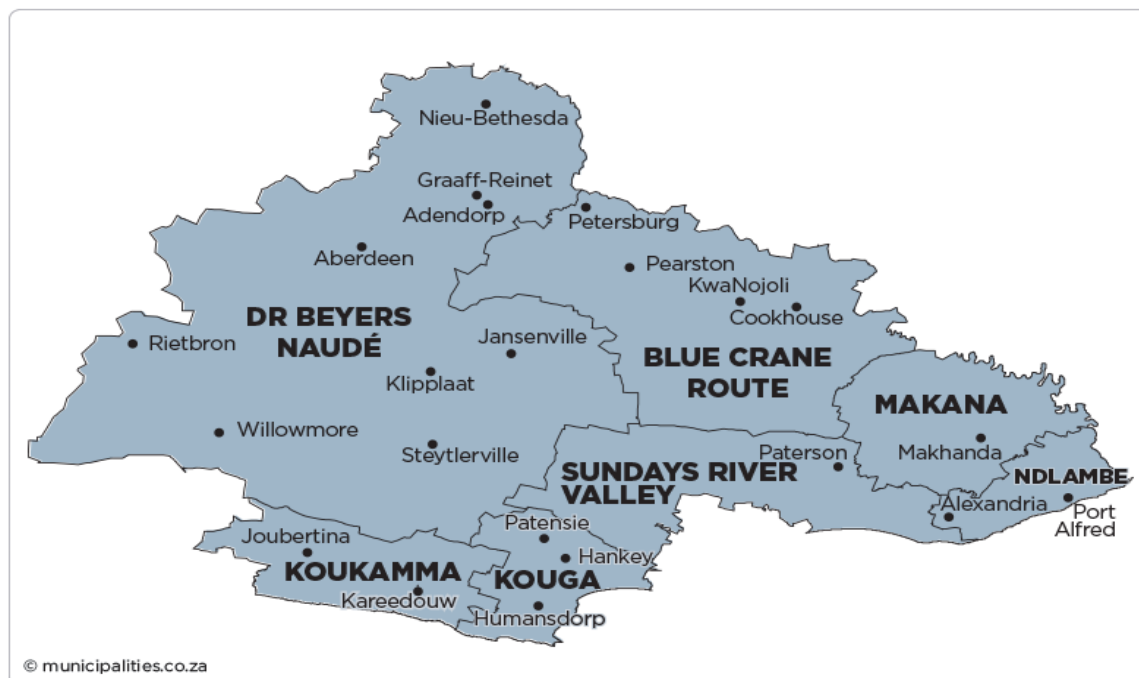 Nieu-Bethesda
Graaff-Reinet
Adendorp
Petersburg
Aberdeen
Pearston
KwaNojoli
Cookhouse
DR BEYERS
NAUDÉ
Rietbron
Jansenville
BLUE CRANE
ROUTE
Klipplaat
MAKANA
Willowmore
Steytlerville
Paterson
Makhanda
SUNDAYS RIVER
VALLEY
NDLAMBE
Alexandria
Port
Alfred
Patensie
Joubertina
Hankey
KOUKAMMA
KOUGA
Kareedouw
Humansdorp
© municipalities.co.za